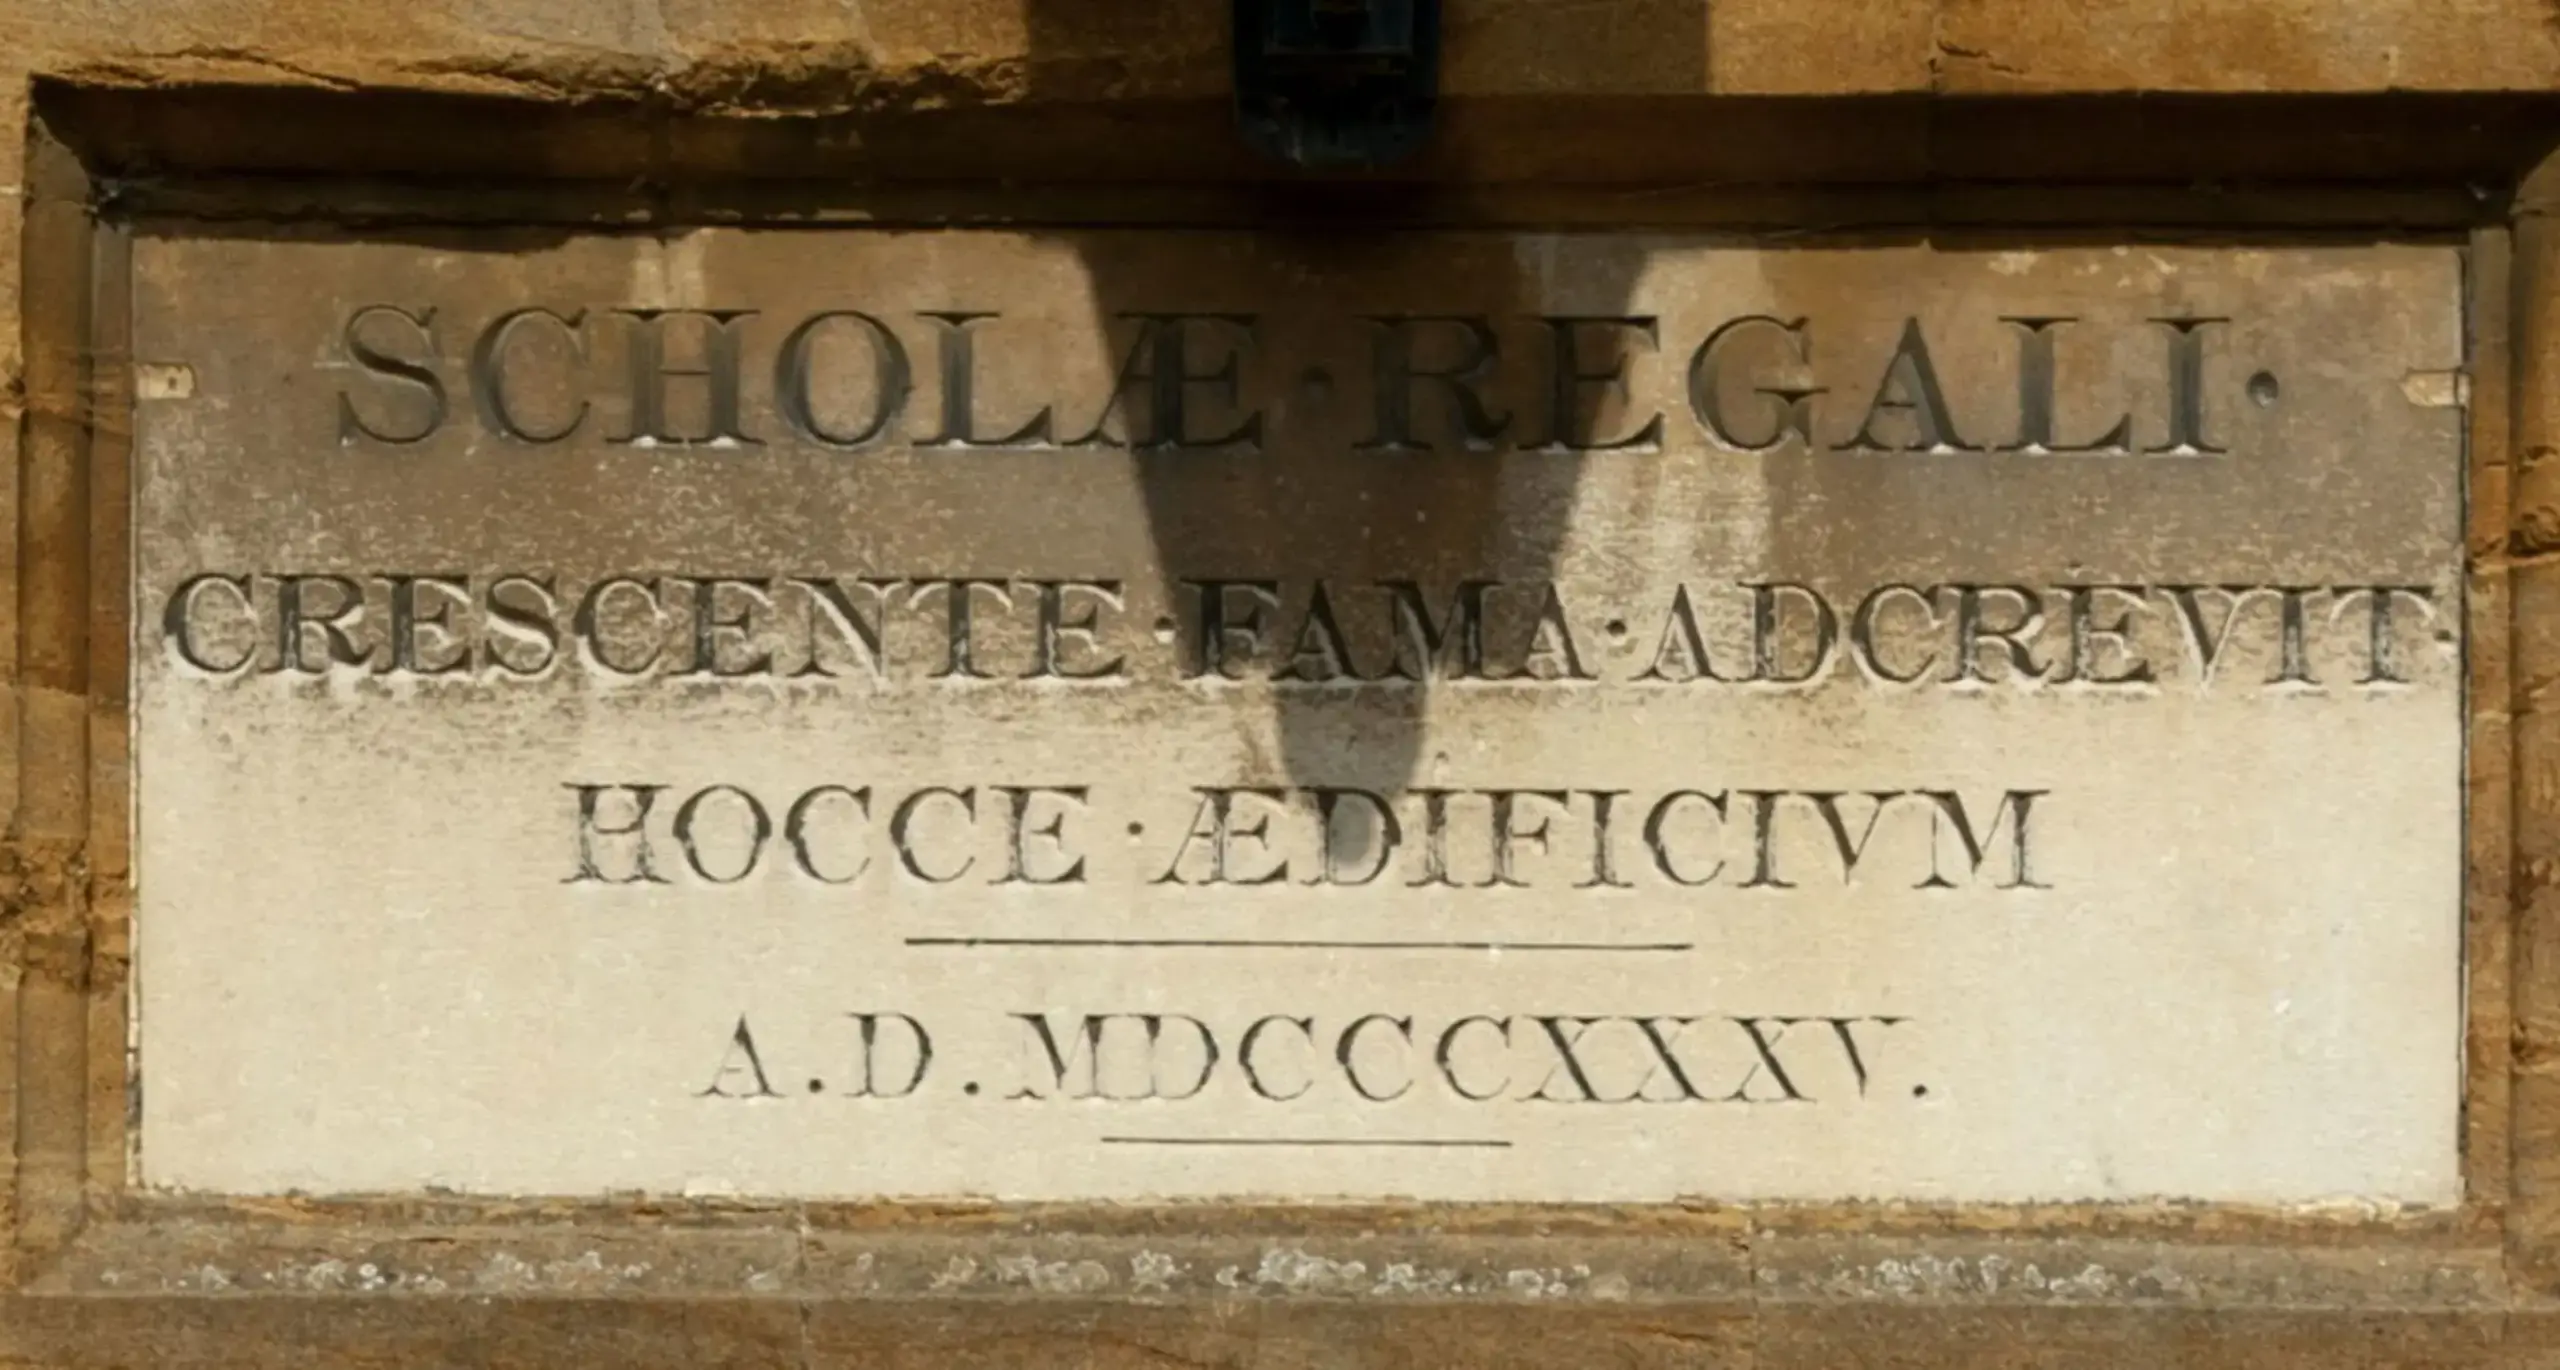 SCHOLÆ·REGALI·
CRESCENTE·FAMA·ADCREVIT·
HOCCE·ÆDIFICIVM
A.D.MDCCCXXXV.